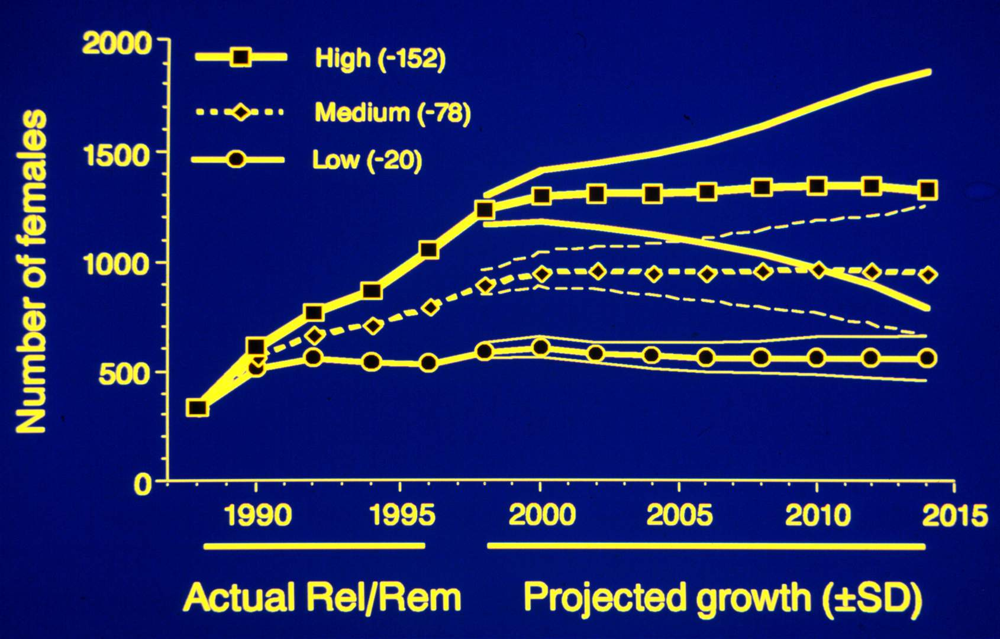 Number of females
2000
1500
1000
500
0
High (-152)
Medium (-78)
Low (-20)
1990
1995
2000
2005
2010
2015
Actual Rel/Rem
Projected growth (±SD)